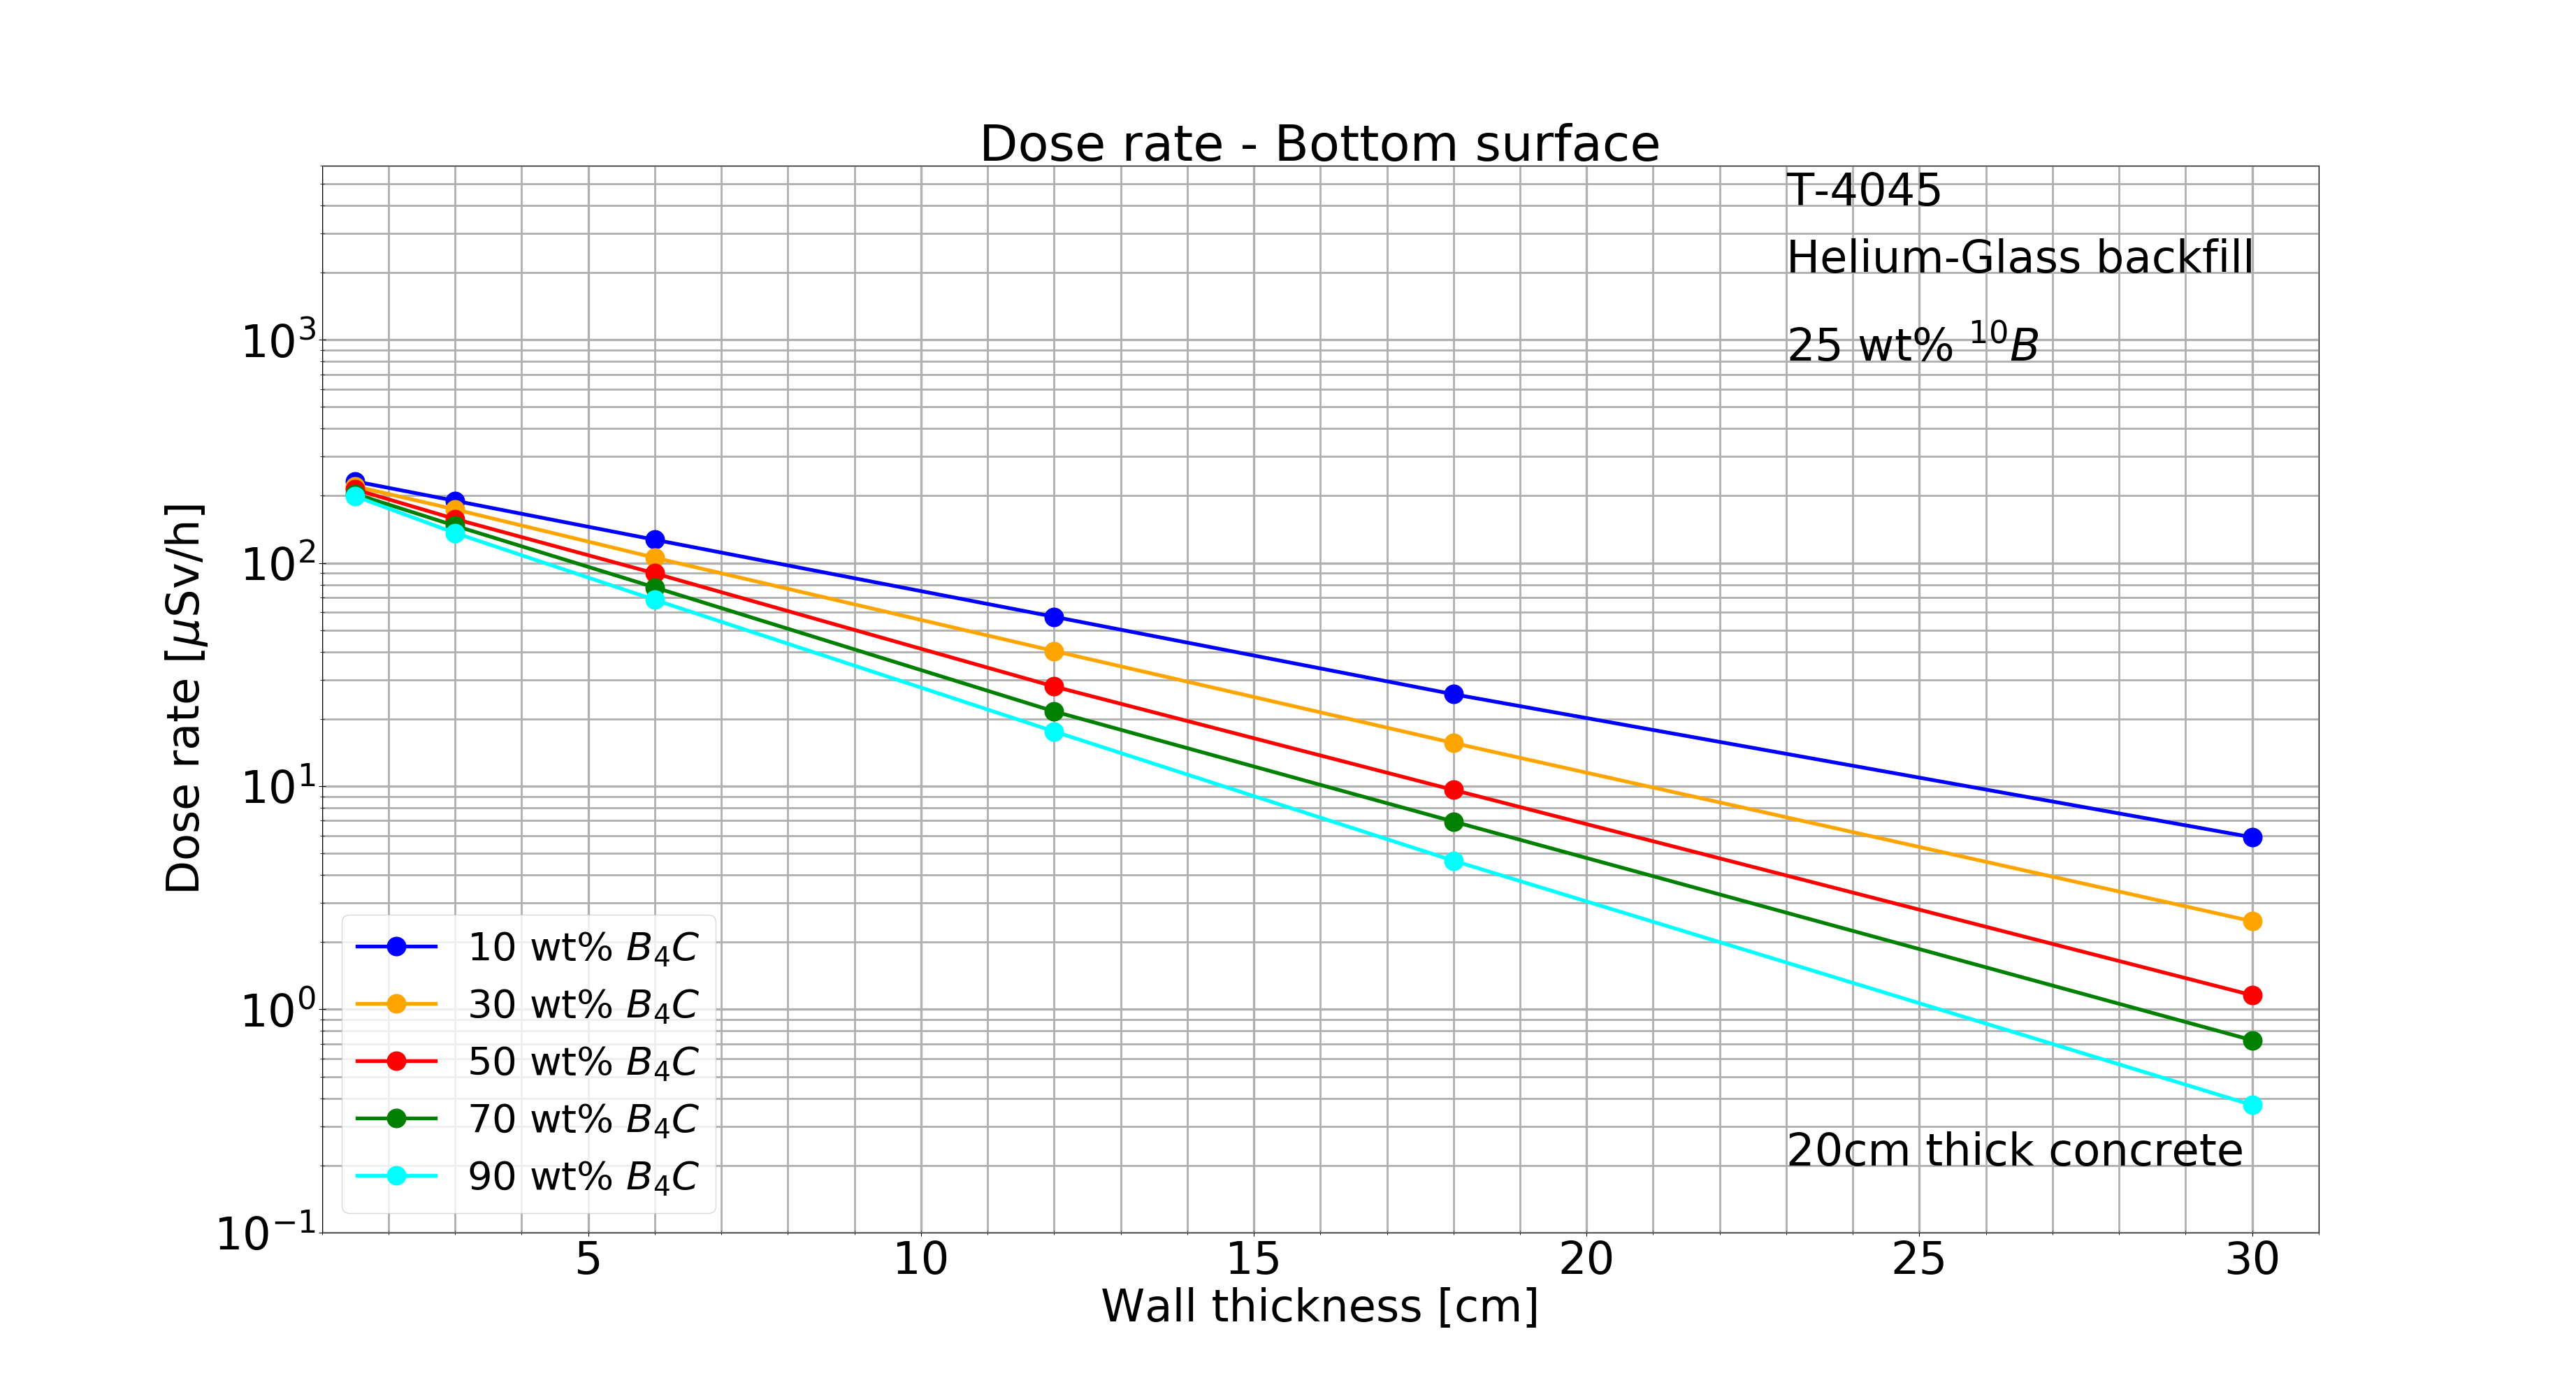 Dose rate - Bottom surface
T-4045
Helium-Glass backfill
25 wt% ¹⁰B
10³
10²
10¹
10⁰
10⁻¹
Dose rate [μSv/h]
10 wt% B₄C
30 wt% B₄C
50 wt% B₄C
70 wt% B₄C
90 wt% B₄C
20cm thick concrete
5 10 15 20 25 30
Wall thickness [cm]